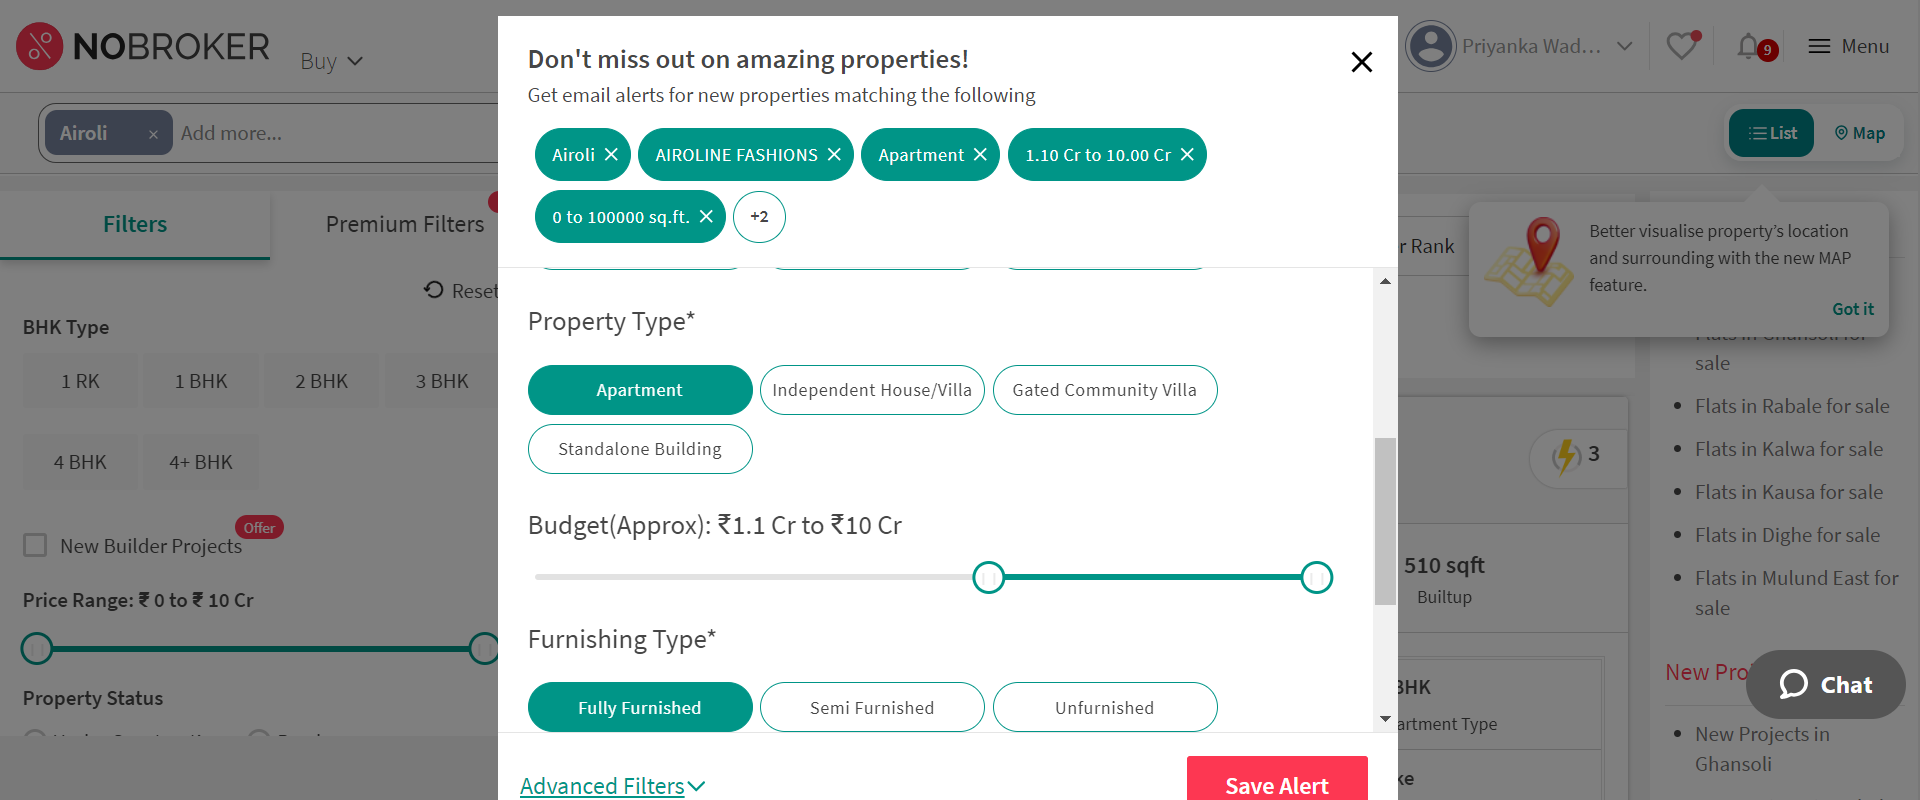 NOBROKER
Buy
Priyanka Wad...
9
Menu
Airoli ×
Add more...
List
Map
Filters
Premium Filters
Reset
BHK Type
1 RK
1 BHK
2 BHK
3 BHK
4 BHK
4+ BHK
New Builder Projects
Offer
Price Range: ₹ 0 to ₹ 10 Cr
Property Status
Don't miss out on amazing properties!
Get email alerts for new properties matching the following
Airoli
AIROLINE FASHIONS
Apartment
1.10 Cr to 10.00 Cr
0 to 100000 sq.ft.
+2
Property Type*
Apartment
Independent House/Villa
Gated Community Villa
Standalone Building
Budget(Approx): ₹1.1 Cr to ₹10 Cr
Furnishing Type*
Fully Furnished
Semi Furnished
Unfurnished
Advanced Filters
Save Alert
r Rank
Better visualise property's location
and surrounding with the new MAP
feature.
Got it
3
510 sqft
Builtup
BHK
artment Type
ke
Flats in Ghansoli for
sale
Flats in Rabale for sale
Flats in Kalwa for sale
Flats in Kausa for sale
Flats in Dighe for sale
Flats in Mulund East for
sale
New Pro
Chat
New Projects in
Ghansoli